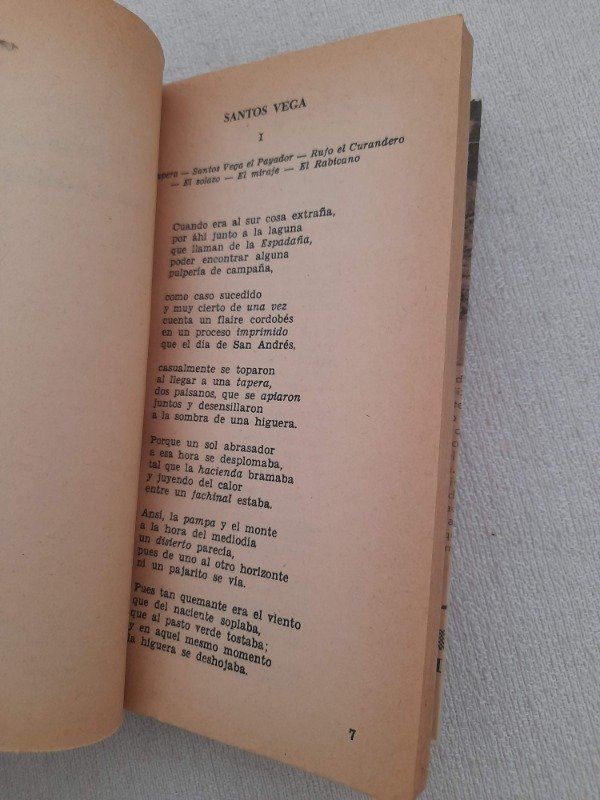 SANTOS VEGA
I
apera — Santos Vega el Payador — Rufo el Curandero
— El solazo — El miraje — El Rabicano
Cuando era al sur cosa extraña,
por áhi junto a la laguna
que llaman de la Espadaña,
poder encontrar alguna
pulpería de campaña,
como caso sucedido
y muy cierto de una vez
cuenta un flaire cordobés
en un proceso imprimido
que el día de San Andrés,
casualmente se toparon
al llegar a una tapera,
dos paisanos, que se apiaron
juntos y desensillaron
a la sombra de una higuera.
Porque un sol abrasador
a esa hora se desplomaba,
tal que la hacienda bramaba
y juyendo del calor
entre un fachinal estaba.
Ansí, la pampa y el monte
a la hora del mediodía
un disierto parecía,
pues de uno al otro horizonte
ni un pajarito se vía.
Pues tan quemante era el viento
que del naciente soplaba,
que al pasto verde tostaba;
y en aquel mesmo momento
la higuera se deshojaba.
7